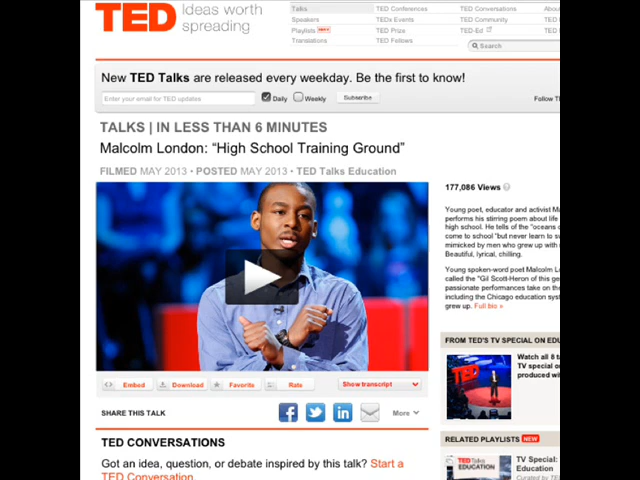 TED Ideas worth spreading
Talks
Speakers
Playlists
Translations
TED Conferences
TEDx Events
TED Prize
TED Fellows
TED Conversations
TED Community
TED-Ed
Search
New TED Talks are released every weekday. Be the first to know!
Enter your email for TED updates
Daily
Weekly
Subscribe
Follow
TALKS | IN LESS THAN 6 MINUTES
Malcolm London: “High School Training Ground”
FILMED MAY 2013 • POSTED MAY 2013 • TED Talks Education
177,086 Views
Young poet, educator and activist
performs his stirring poem about life
high school. He tells of the "oceans
come to school "but never learn to
mimicked by men who grew up with
Beautiful, lyrical, chilling.
Young spoken-word poet Malcolm
called the "Gil Scott-Heron of this
passionate performances take on the
including the Chicago education
grew up. Full bio »
Embed
Download
Favorite
Rate
Show transcript
SHARE THIS TALK
More
FROM TED'S TV SPECIAL ON
TED
Watch all 8
TV special on
produced with
RELATED PLAYLISTS NEW
TED Talks
EDUCATION
TV Special:
Education
Curated by
TED CONVERSATIONS
Got an idea, question, or debate inspired by this talk? Start a
TED Conversation.